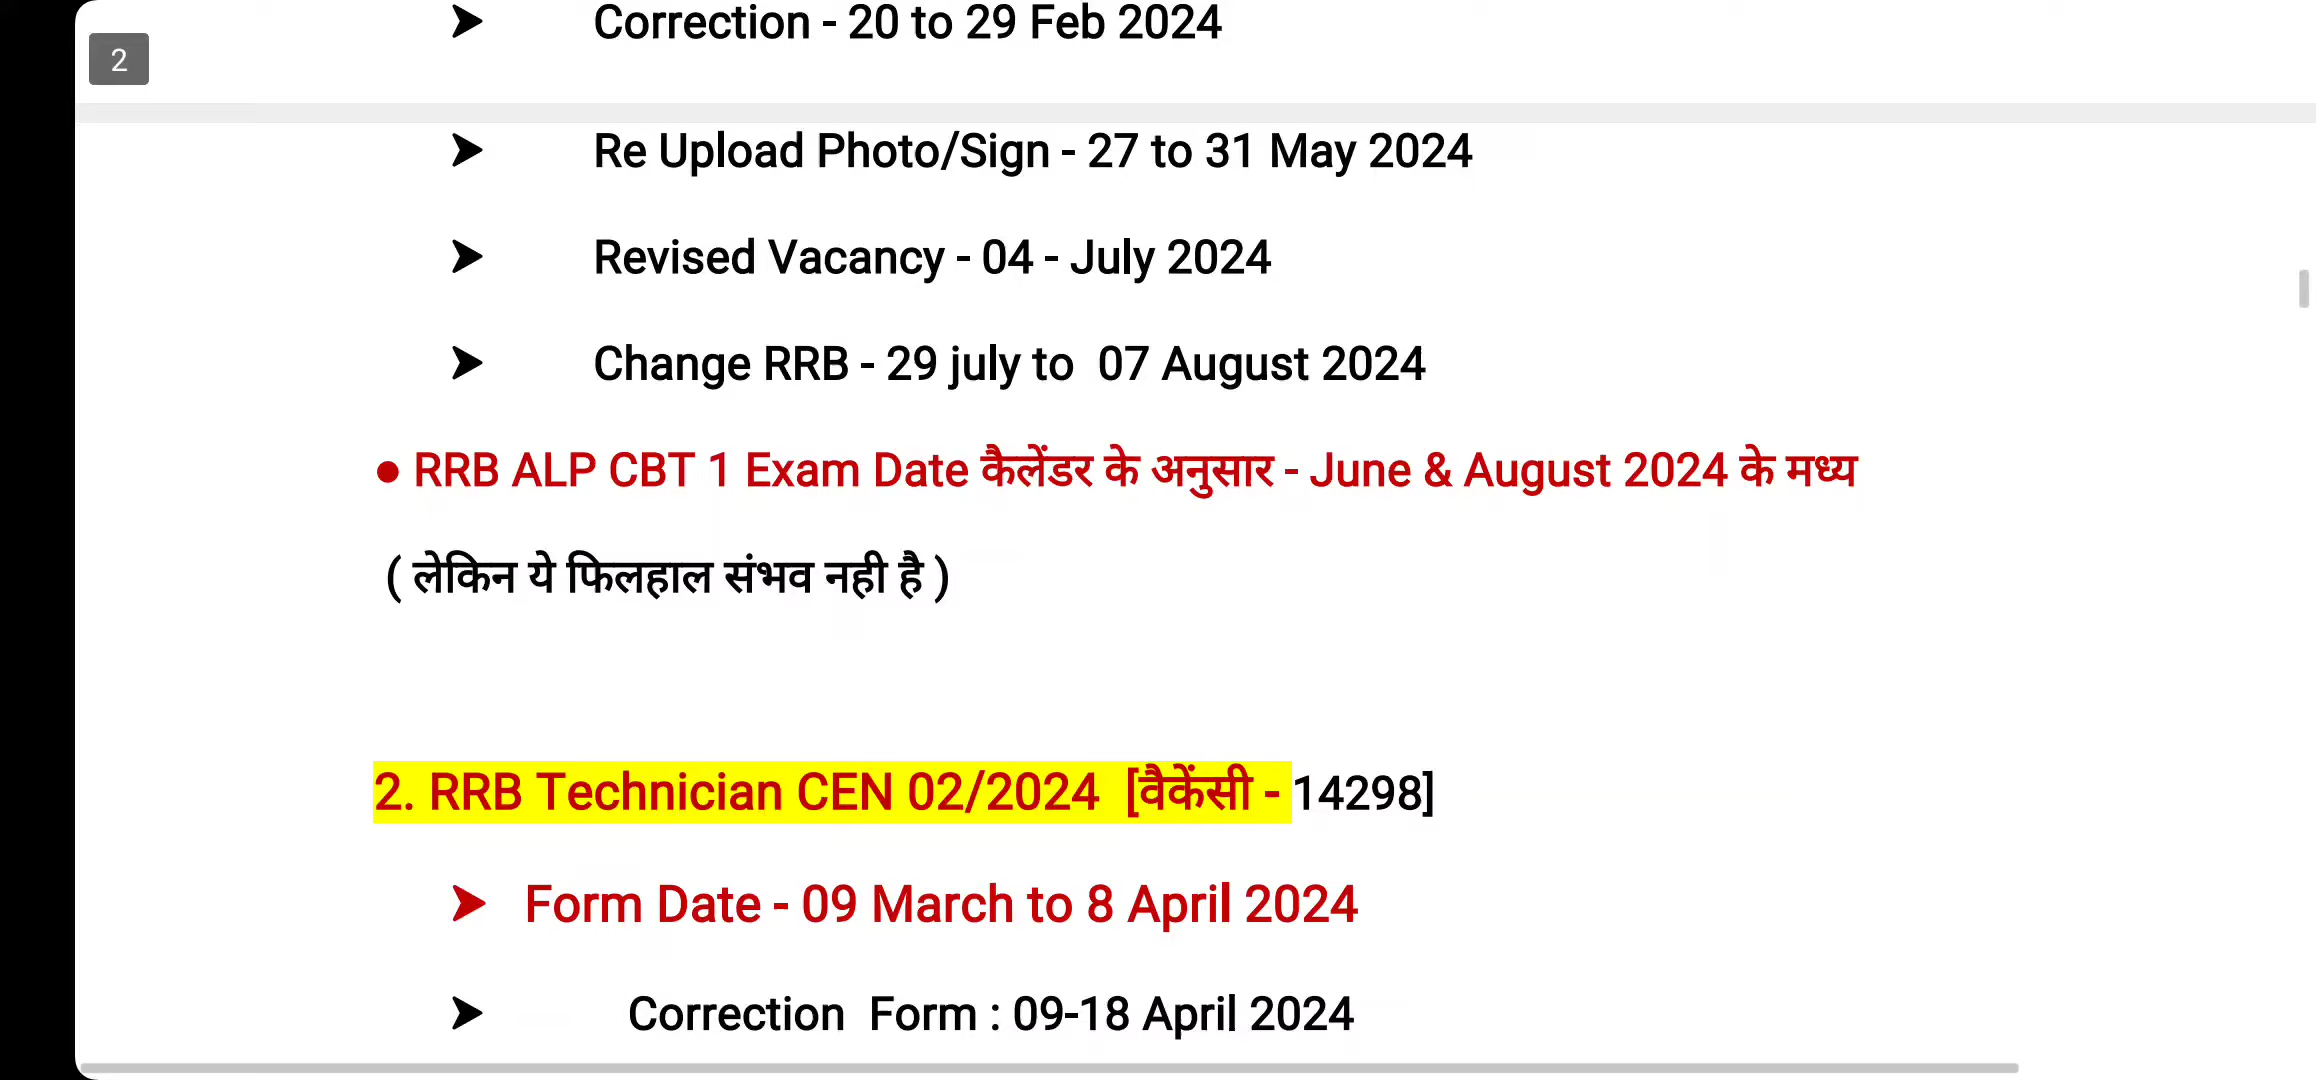 ➤ Correction - 20 to 29 Feb 2024
2
➤ Re Upload Photo/Sign - 27 to 31 May 2024
➤ Revised Vacancy - 04 - July 2024
➤ Change RRB - 29 july to 07 August 2024
● RRB ALP CBT 1 Exam Date कैलेंडर के अनुसार - June & August 2024 के मध्य
( लेकिन ये फिलहाल संभव नही है )
2. RRB Technician CEN 02/2024 [वैकेंसी - 14298]
➤ Form Date - 09 March to 8 April 2024
➤ Correction Form : 09-18 April 2024